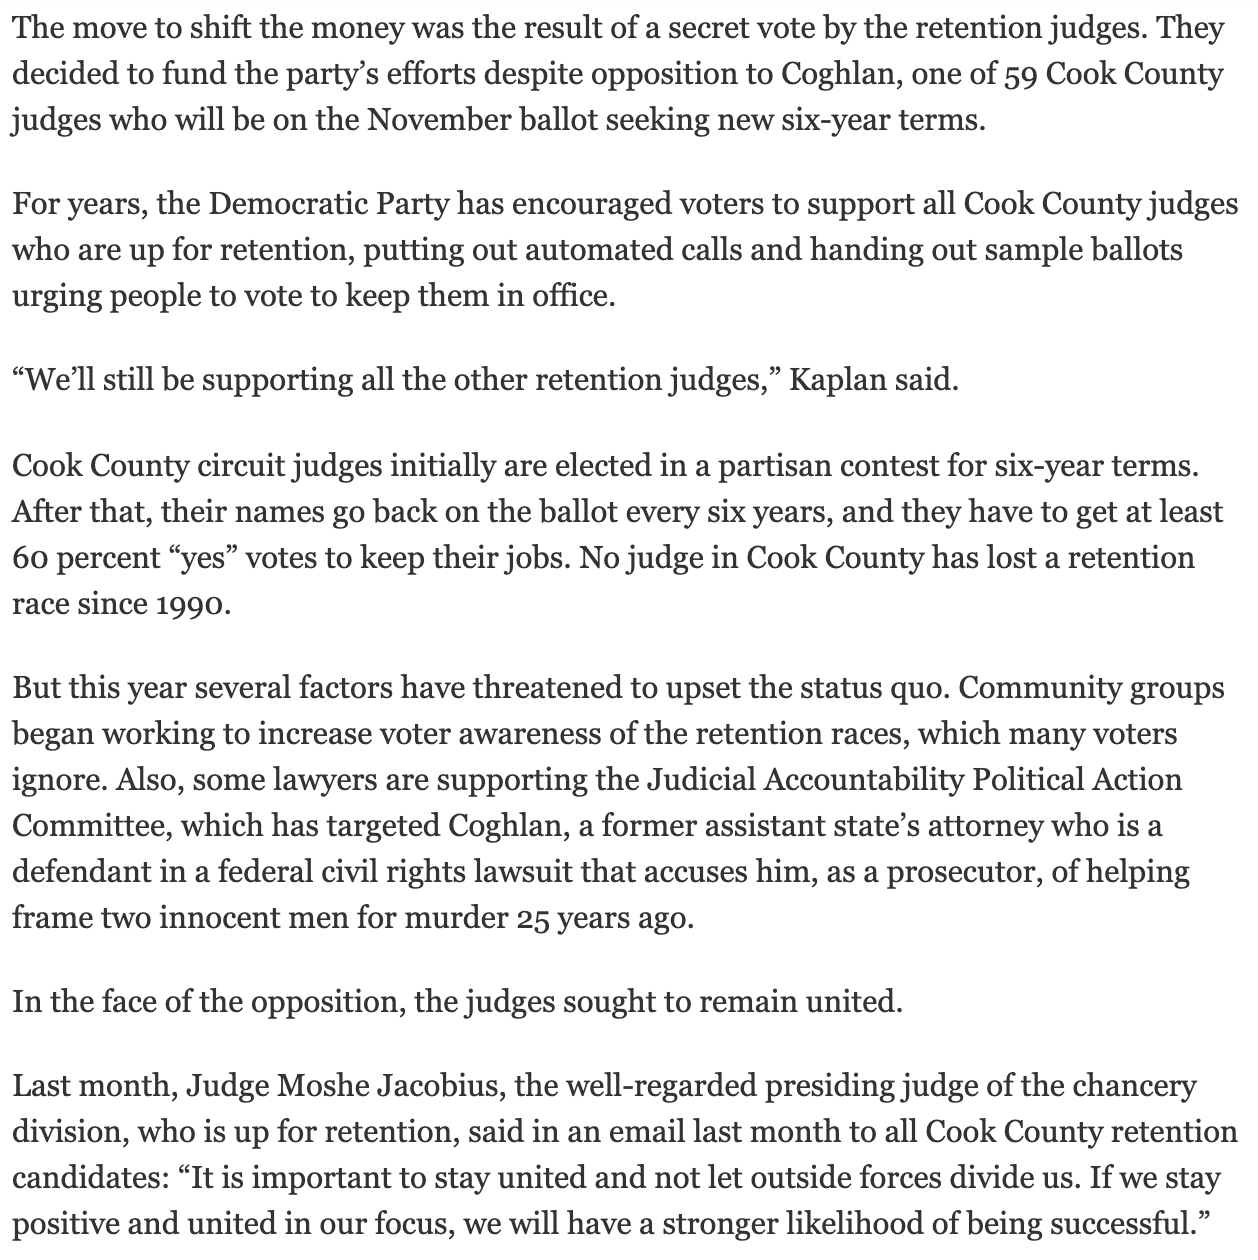 The move to shift the money was the result of a secret vote by the retention judges. They
decided to fund the party’s efforts despite opposition to Coghlan, one of 59 Cook County
judges who will be on the November ballot seeking new six-year terms.
For years, the Democratic Party has encouraged voters to support all Cook County judges
who are up for retention, putting out automated calls and handing out sample ballots
urging people to vote to keep them in office.
“We’ll still be supporting all the other retention judges,” Kaplan said.
Cook County circuit judges initially are elected in a partisan contest for six-year terms.
After that, their names go back on the ballot every six years, and they have to get at least
60 percent “yes” votes to keep their jobs. No judge in Cook County has lost a retention
race since 1990.
But this year several factors have threatened to upset the status quo. Community groups
began working to increase voter awareness of the retention races, which many voters
ignore. Also, some lawyers are supporting the Judicial Accountability Political Action
Committee, which has targeted Coghlan, a former assistant state’s attorney who is a
defendant in a federal civil rights lawsuit that accuses him, as a prosecutor, of helping
frame two innocent men for murder 25 years ago.
In the face of the opposition, the judges sought to remain united.
Last month, Judge Moshe Jacobius, the well-regarded presiding judge of the chancery
division, who is up for retention, said in an email last month to all Cook County retention
candidates: “It is important to stay united and not let outside forces divide us. If we stay
positive and united in our focus, we will have a stronger likelihood of being successful.”